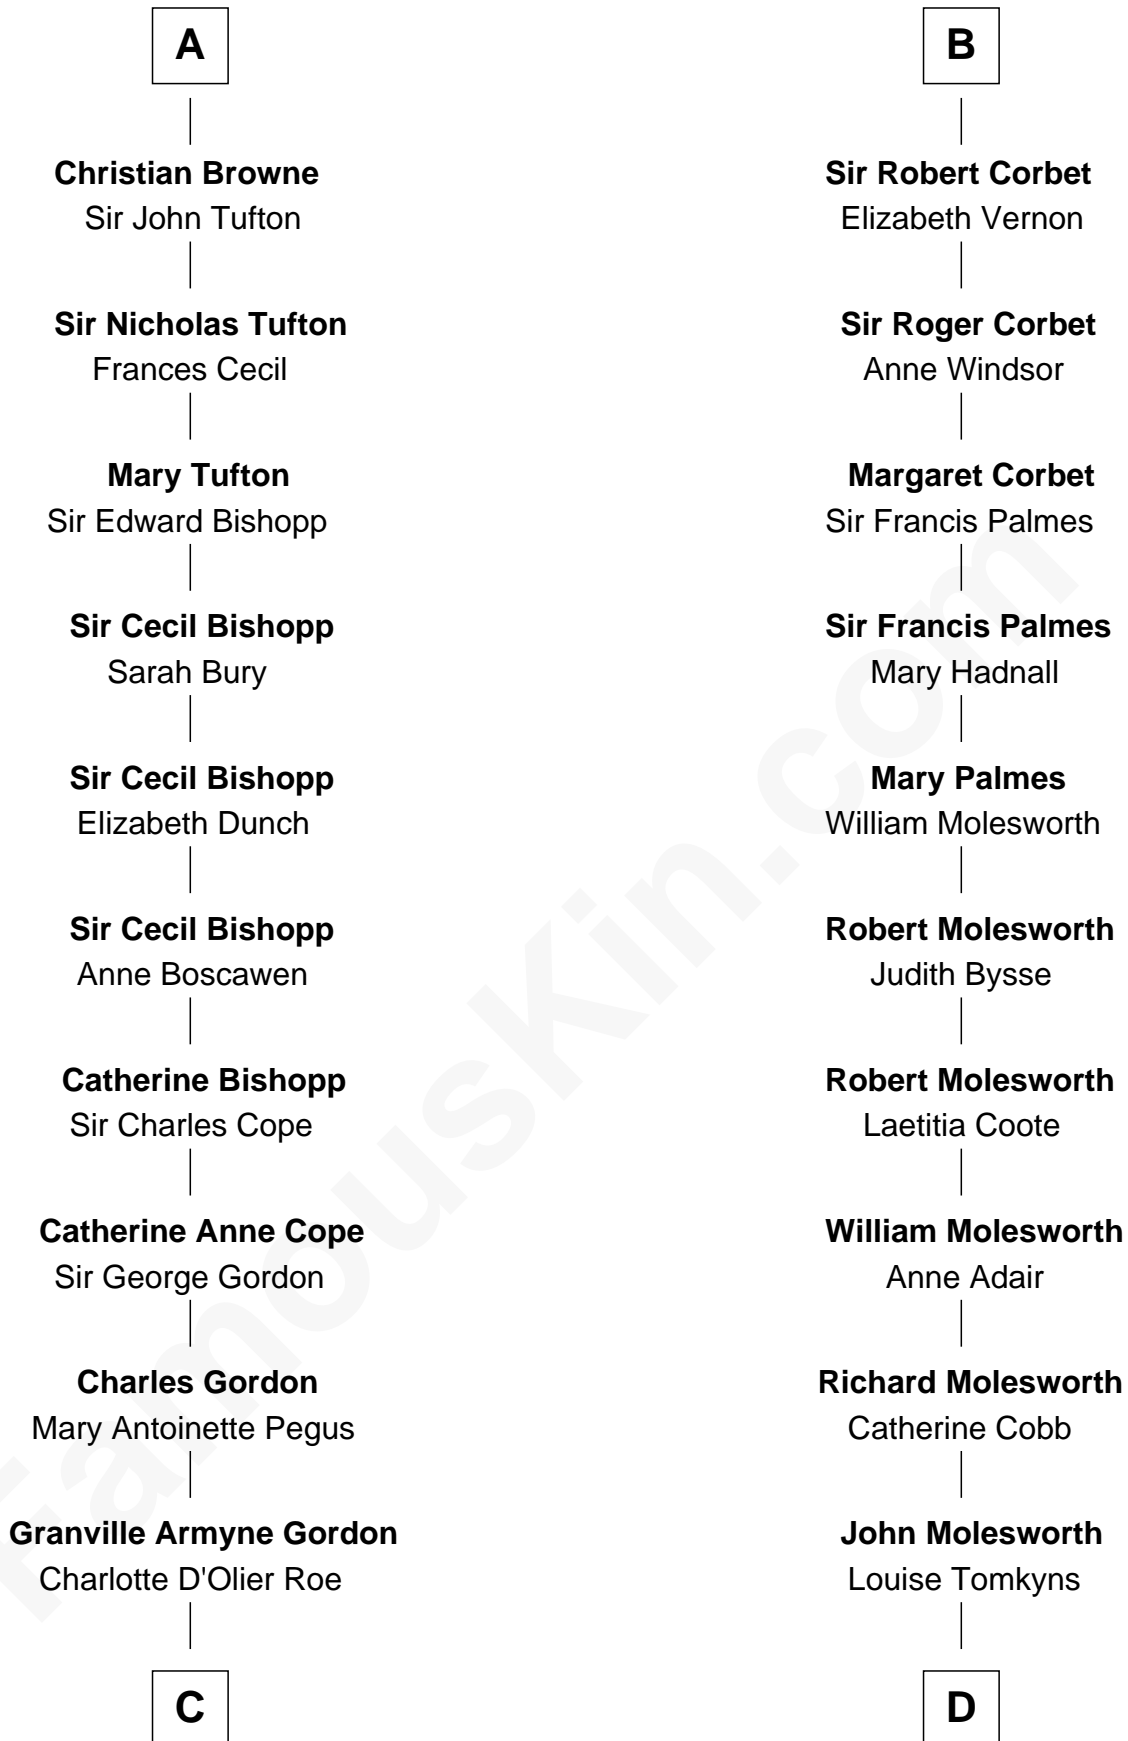 A
Christian Browne
Sir John Tufton
Sir Nicholas Tufton
Frances Cecil
Mary Tufton
Sir Edward Bishopp
Sir Cecil Bishopp
Sarah Bury
Sir Cecil Bishopp
Elizabeth Dunch
Sir Cecil Bishopp
Anne Boscawen
Catherine Bishopp
Sir Charles Cope
Catherine Anne Cope
Sir George Gordon
Charles Gordon
Mary Antoinette Pegus
Granville Armyne Gordon
Charlotte D'Olier Roe
C
B
Sir Robert Corbet
Elizabeth Vernon
Sir Roger Corbet
Anne Windsor
Margaret Corbet
Sir Francis Palmes
Sir Francis Palmes
Mary Hadnall
Mary Palmes
William Molesworth
Robert Molesworth
Judith Bysse
Robert Molesworth
Laetitia Coote
William Molesworth
Anne Adair
Richard Molesworth
Catherine Cobb
John Molesworth
Louise Tomkyns
D
FamousKin.com